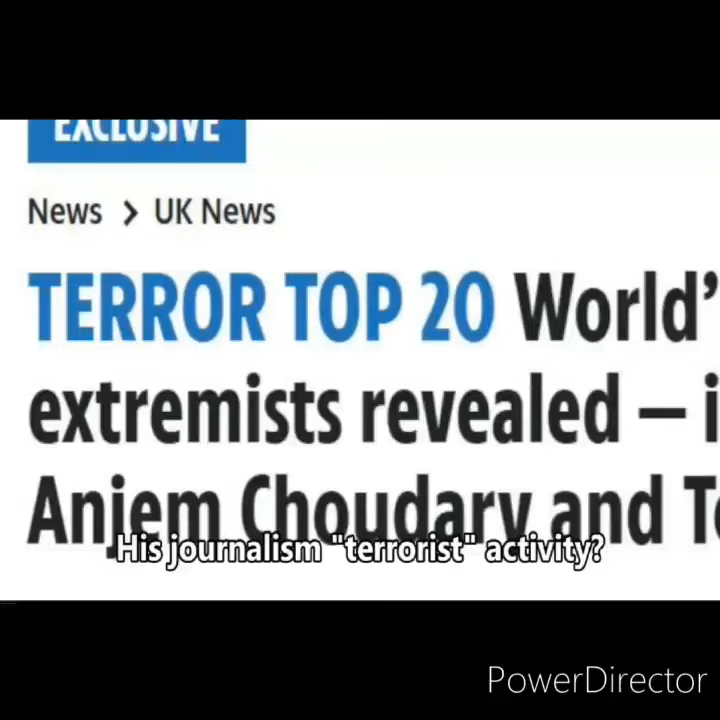 EXCLUSIVE
News > UK News
TERROR TOP 20 World'
extremists revealed – i
Anjem Choudary and T
His journalism "terrorist" activity?
PowerDirector